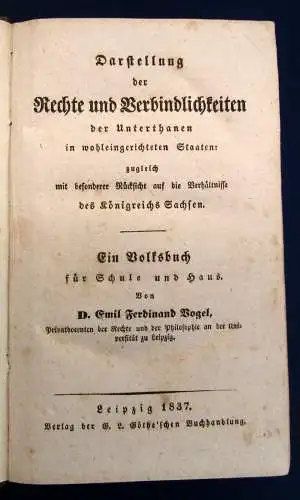 Darstellung
der
Rechte und Verbindlichkeiten
der Unterthanen
in wohleingerichteten Staaten:
zugleich
mit besonderer Rücksicht auf die Verhältnisse
des Königreichs Sachsen.
Ein Volksbuch
für Schule und Haus.
Von
D. Emil Ferdinand Vogel,
Privatdocenten der Rechte und der Philosophie an der Uni-
versität zu Leipzig.
Leipzig 1837.
Verlag der G. L. Göthe'schen Buchhandlung.